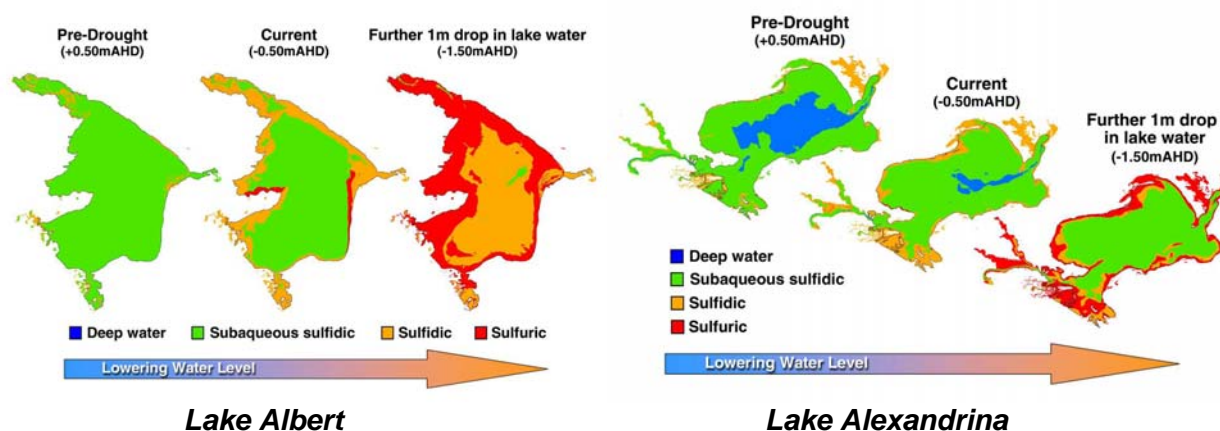 Pre-Drought
(+0.50mAHD)
Current
(-0.50mAHD)
Further 1m drop in lake water
(-1.50mAHD)
Deep water
Subaqueous sulfidic
Sulfidic
Sulfuric
Lowering Water Level
Lake Albert
Pre-Drought
(+0.50mAHD)
Current
(-0.50mAHD)
Further 1m drop
in lake water
(-1.50mAHD)
Deep water
Subaqueous sulfidic
Sulfidic
Sulfuric
Lowering Water Level
Lake Alexandrina